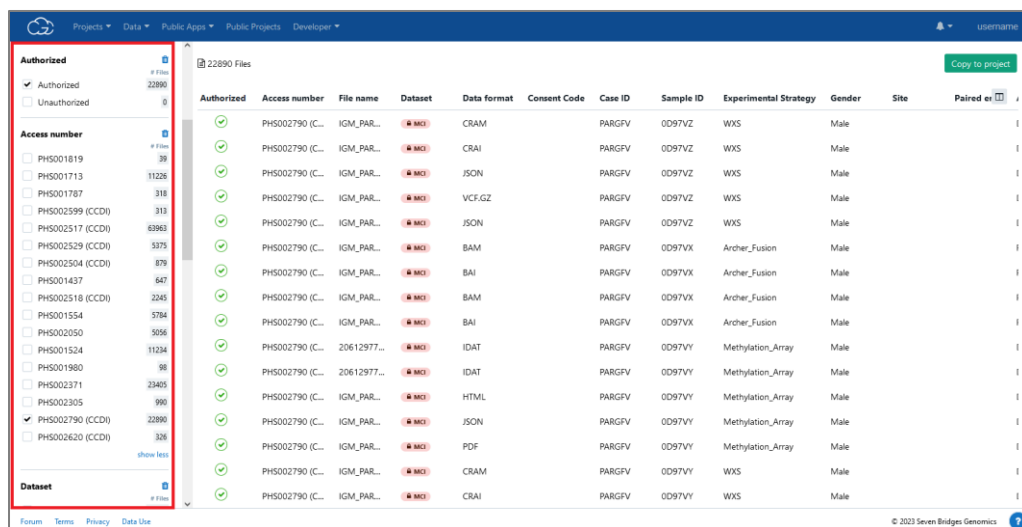 Projects Data Public Apps Public Projects Developer username
Authorized
# Files
Authorized 22890
Unauthorized 0
Access number
# Files
PHS001819 39
PHS001713 11226
PHS001787 318
PHS002599 (CCDI) 313
PHS002517 (CCDI) 63963
PHS002529 (CCDI) 5375
PHS002504 (CCDI) 879
PHS001437 647
PHS002518 (CCDI) 2245
PHS001554 5784
PHS002050 5056
PHS001524 11234
PHS001980 98
PHS002371 23405
PHS002305 990
PHS002790 (CCDI) 22890
PHS002620 (CCDI) 326
show less
Dataset
# Files
22890 Files Copy to project
Authorized Access number File name Dataset Data format Consent Code Case ID Sample ID Experimental Strategy Gender Site Paired
PHS002790 (C... IGM_PAR... MCI CRAM PARGFV 0D97VZ WXS Male
PHS002790 (C... IGM_PAR... MCI CRAI PARGFV 0D97VZ WXS Male
PHS002790 (C... IGM_PAR... MCI JSON PARGFV 0D97VZ WXS Male
PHS002790 (C... IGM_PAR... MCI VCF.GZ PARGFV 0D97VZ WXS Male
PHS002790 (C... IGM_PAR... MCI JSON PARGFV 0D97VZ WXS Male
PHS002790 (C... IGM_PAR... MCI BAM PARGFV 0D97VX Archer_Fusion Male
PHS002790 (C... IGM_PAR... MCI BAI PARGFV 0D97VX Archer_Fusion Male
PHS002790 (C... IGM_PAR... MCI BAM PARGFV 0D97VX Archer_Fusion Male
PHS002790 (C... IGM_PAR... MCI BAI PARGFV 0D97VX Archer_Fusion Male
PHS002790 (C... 20612977... MCI IDAT PARGFV 0D97VY Methylation_Array Male
PHS002790 (C... 20612977... MCI IDAT PARGFV 0D97VY Methylation_Array Male
PHS002790 (C... IGM_PAR... MCI HTML PARGFV 0D97VY Methylation_Array Male
PHS002790 (C... IGM_PAR... MCI JSON PARGFV 0D97VY Methylation_Array Male
PHS002790 (C... IGM_PAR... MCI PDF PARGFV 0D97VY Methylation_Array Male
PHS002790 (C... IGM_PAR... MCI CRAM PARGFV 0D97VY WXS Male
PHS002790 (C... IGM_PAR... MCI CRAI PARGFV 0D97VY WXS Male
Forum Terms Privacy Data Use © 2023 Seven Bridges Genomics ?